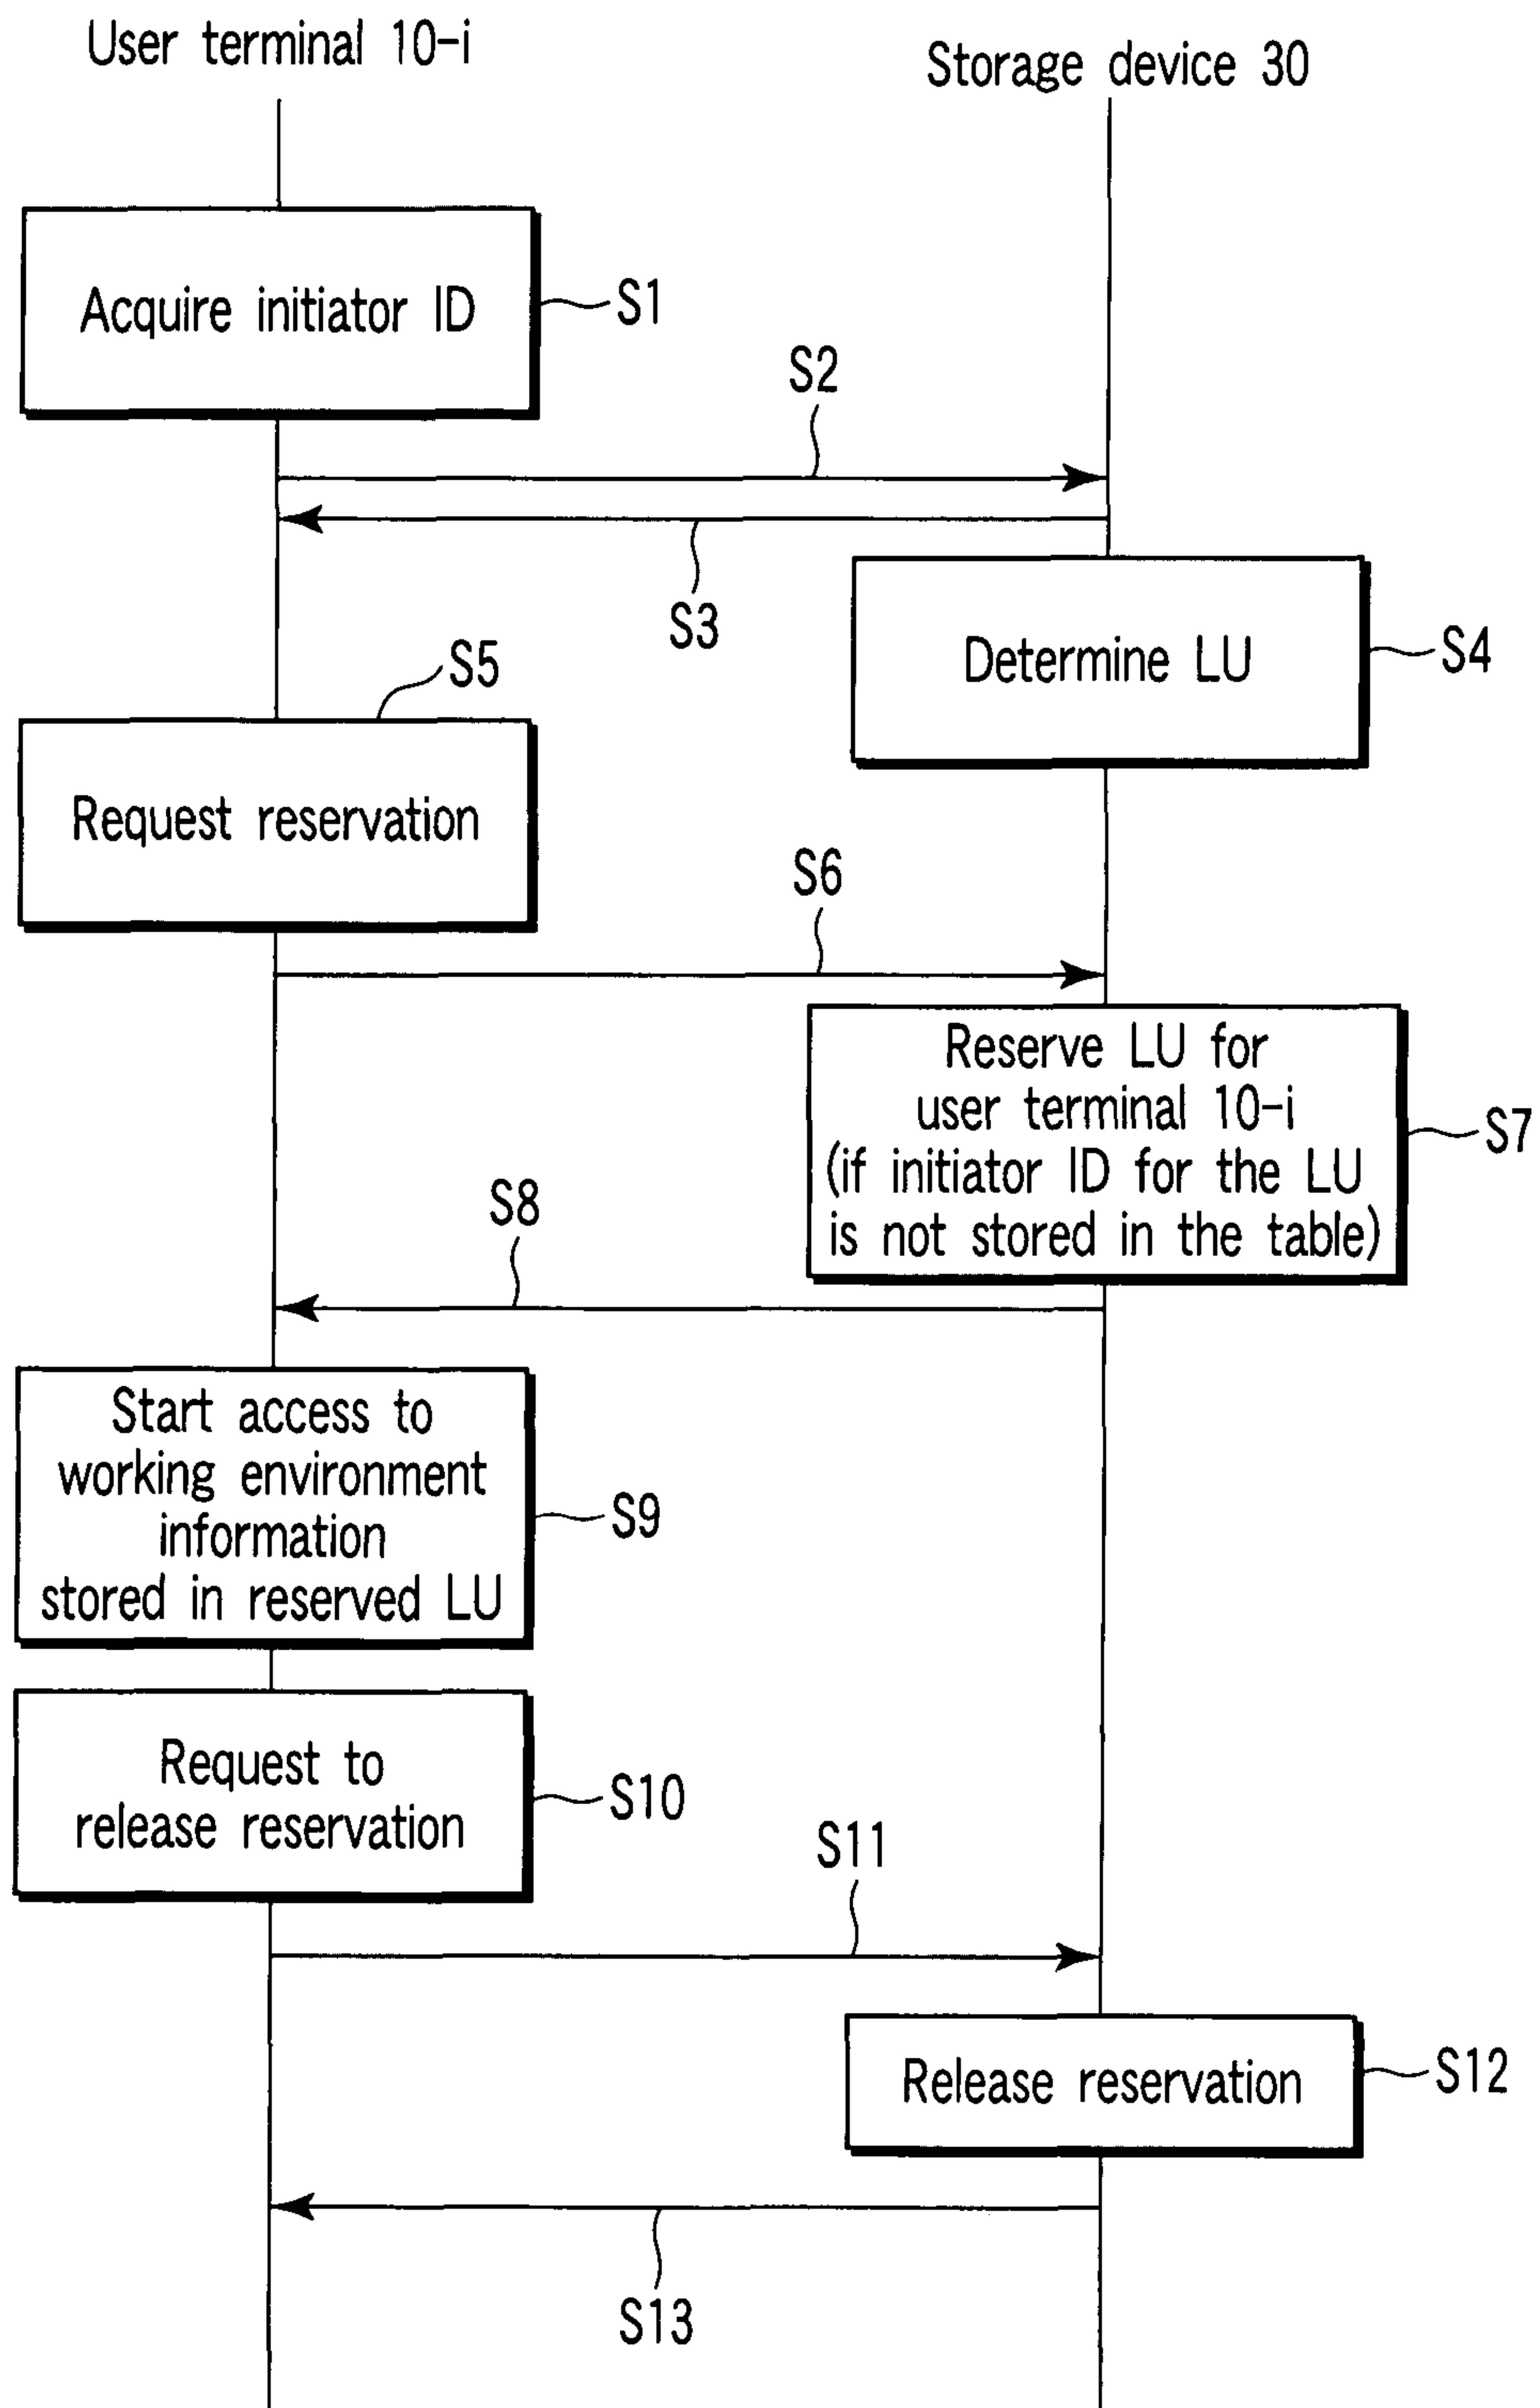 User terminal 10-i
Storage device 30
Acquire initiator ID
S1
S2
S3
Determine LU
S4
S5
Request reservation
S6
Reserve LU for
user terminal 10-i
(if initiator ID for the LU
is not stored in the table)
S7
S8
Start access to
working environment
information
stored in reserved LU
S9
Request to
release reservation
S10
S11
Release reservation
S12
S13